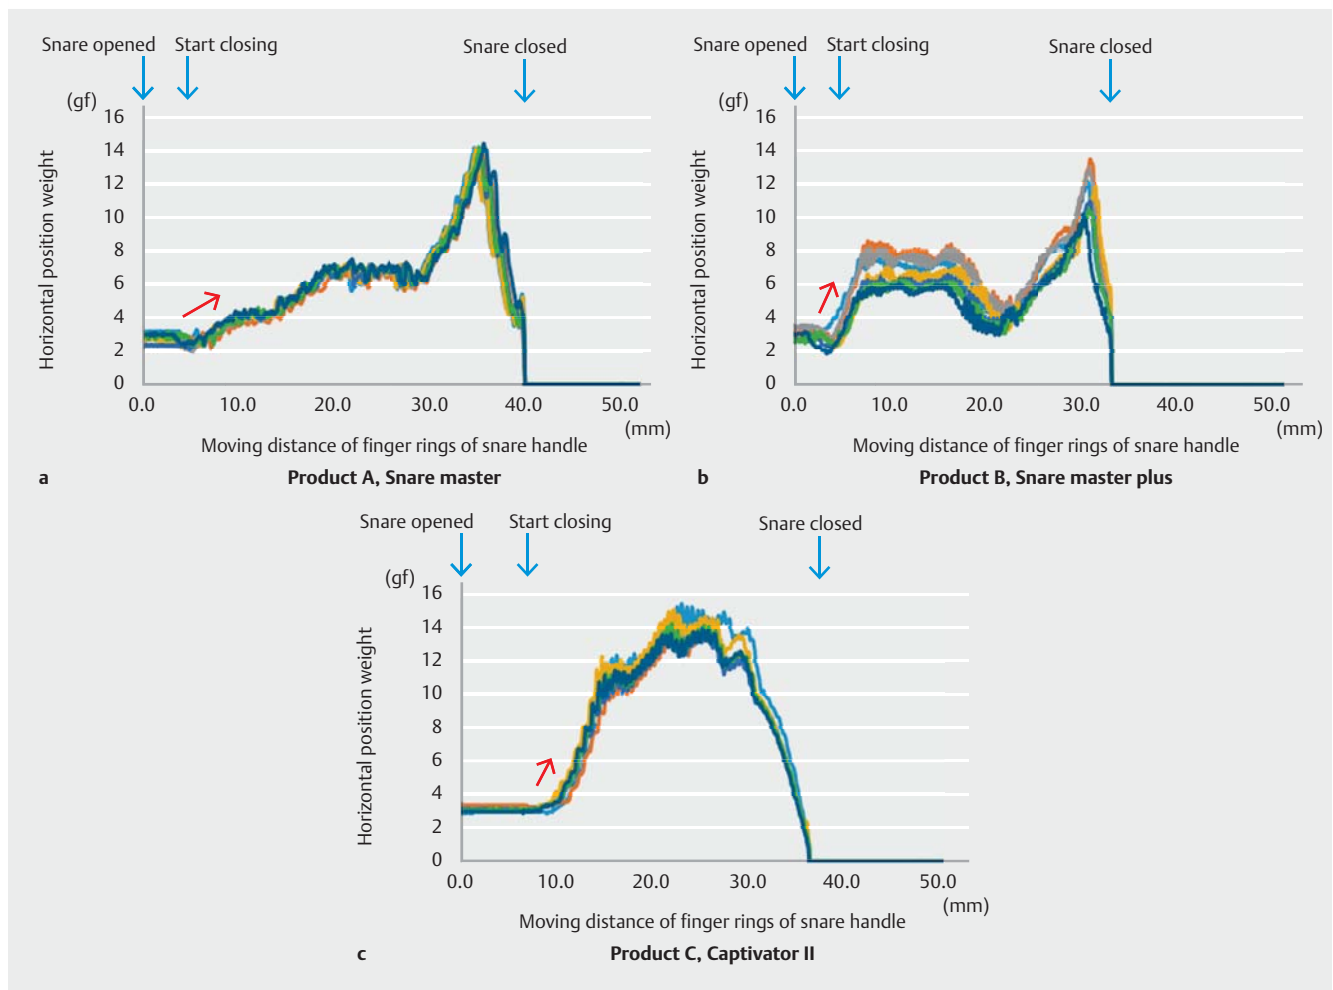 Snare opened Start closing Snare closed
(gf)
16
14
12
10
8
6
4
2
0
Horizontal position weight
0.0 10.0 20.0 30.0 40.0 50.0
(mm)
Moving distance of finger rings of snare handle
a Product A, Snare master
Snare opened Start closing Snare closed
(gf)
16
14
12
10
8
6
4
2
0
Horizontal position weight
0.0 10.0 20.0 30.0 40.0 50.0
(mm)
Moving distance of finger rings of snare handle
b Product B, Snare master plus
Snare opened Start closing Snare closed
(gf)
16
14
12
10
8
6
4
2
0
Horizontal position weight
0.0 10.0 20.0 30.0 40.0 50.0
(mm)
Moving distance of finger rings of snare handle
c Product C, Captivator II